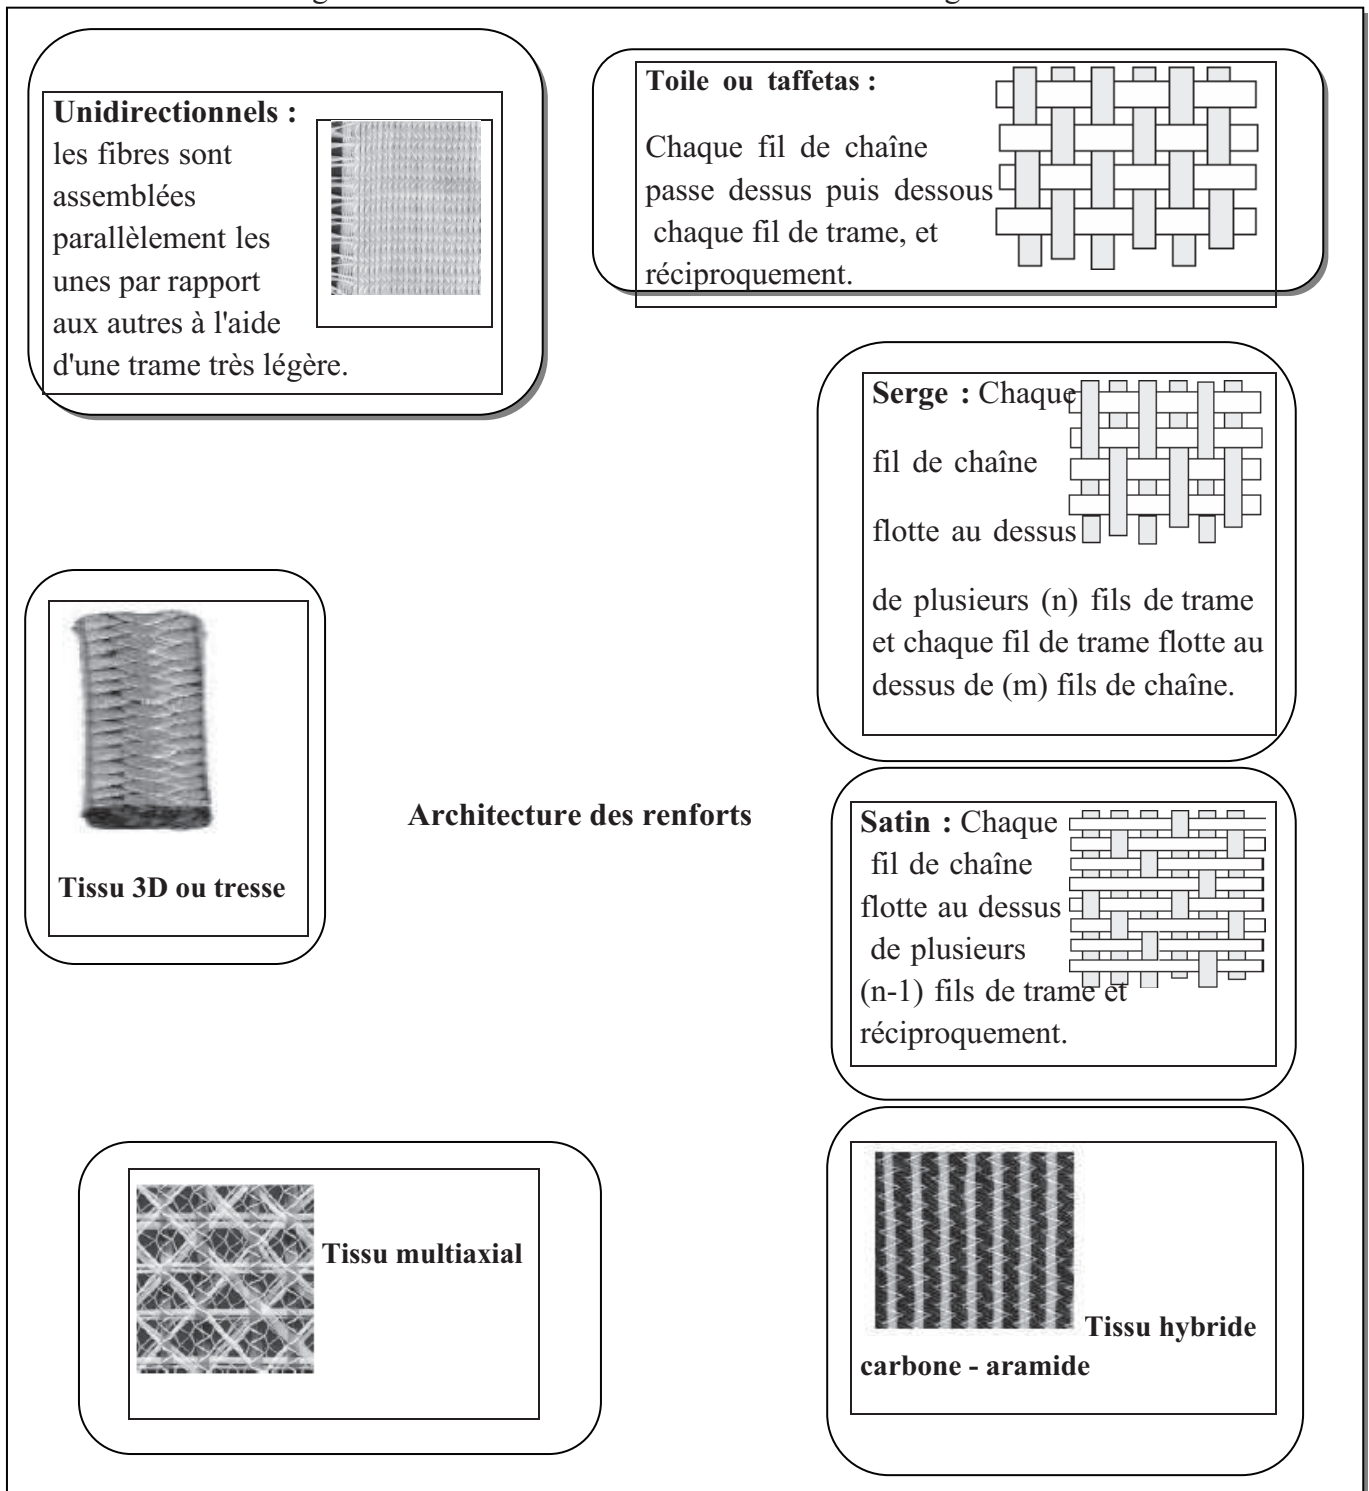 Unidirectionnels :
les fibres sont
assemblées
parallèlement les
unes par rapport
aux autres à l'aide
d'une trame très légère.
Toile ou taffetas :
Chaque fil de chaîne
passe dessus puis dessous
chaque fil de trame, et
réciproquement.
Serge : Chaque
fil de chaîne
flotte au dessus
de plusieurs (n) fils de trame
et chaque fil de trame flotte au
dessus de (m) fils de chaîne.
Tissu 3D ou tresse
Architecture des renforts
Satin : Chaque
fil de chaîne
flotte au dessus
de plusieurs
(n-1) fils de trame et
réciproquement.
Tissu multiaxial
Tissu hybride
carbone - aramide